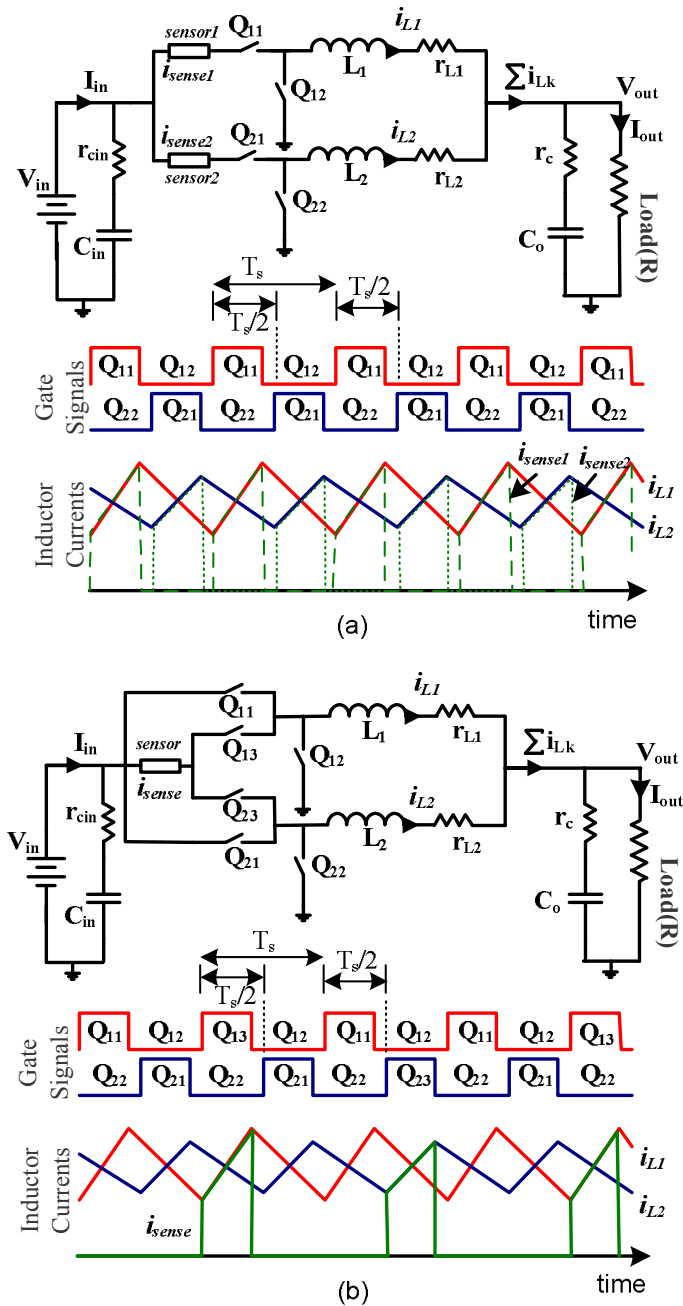 sensor1 Q11 iL1
isense1 L1 rL1
Iin Q12 ∑iLk Vout
isense2 Q21 iL2 Iout
rcin rc
sensor2 L2 rL2
Vin Q22 Load(R)
Cin Co
Ts
Ts/2 Ts/2
Gate Signals
Q11 Q12 Q11 Q12 Q11 Q12 Q11 Q12 Q11
Q22 Q21 Q22 Q21 Q22 Q21 Q22 Q21 Q22
Inductor Currents
isense1 isense2 iL1
iL2
time
(a)
iL1
Q11 L1 rL1
Iin sensor Q13 Q12 ∑iLk Vout
isense iL2 Iout
rcin Q23 rc
Vin Q21 L2 rL2
Q22 Load(R)
Cin Co
Ts
Ts/2 Ts/2
Gate Signals
Q11 Q12 Q13 Q12 Q11 Q12 Q11 Q12 Q13
Q22 Q21 Q22 Q21 Q22 Q23 Q22 Q21 Q22
Inductor Currents
iL1
isense iL2
time
(b)